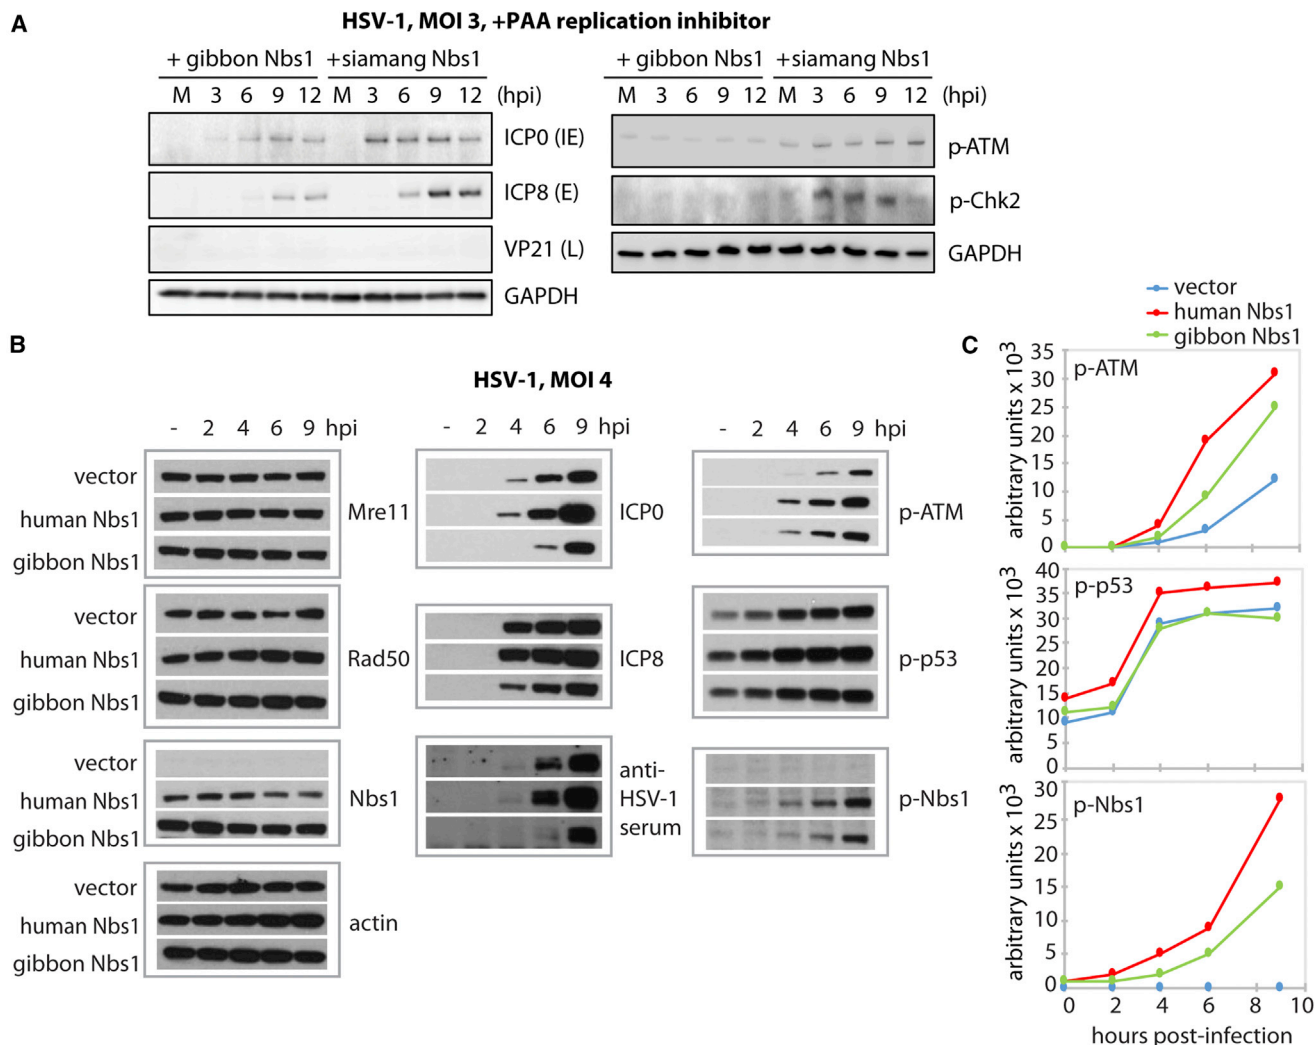 A
HSV-1, MOI 3, +PAA replication inhibitor
+ gibbon Nbs1 +siamang Nbs1
M 3 6 9 12 3 6 9 12 (hpi)
ICP0 (IE)
ICP8 (E)
VP21 (L)
GAPDH
+ gibbon Nbs1 +siamang Nbs1
M 3 6 9 12 M 3 6 9 12 (hpi)
p-ATM
p-Chk2
GAPDH
B
HSV-1, MOI 4
- 2 4 6 9 hpi
vector
human Nbs1
gibbon Nbs1
Mre11
vector
human Nbs1
gibbon Nbs1
Rad50
vector
human Nbs1
gibbon Nbs1
Nbs1
vector
human Nbs1
gibbon Nbs1
actin
- 2 4 6 9 hpi
ICP0
ICP8
anti-
HSV-1
serum
- 2 4 6 9 hpi
p-ATM
p-p53
p-Nbs1
C
vector
human Nbs1
gibbon Nbs1
p-ATM
arbitrary units x 10³
35
30
25
20
15
10
5
0
p-p53
arbitrary units x 10³
40
35
30
25
20
15
10
5
0
p-Nbs1
arbitrary units x 10³
30
25
20
15
10
5
0
0 2 4 6 8 10
hours post-infection